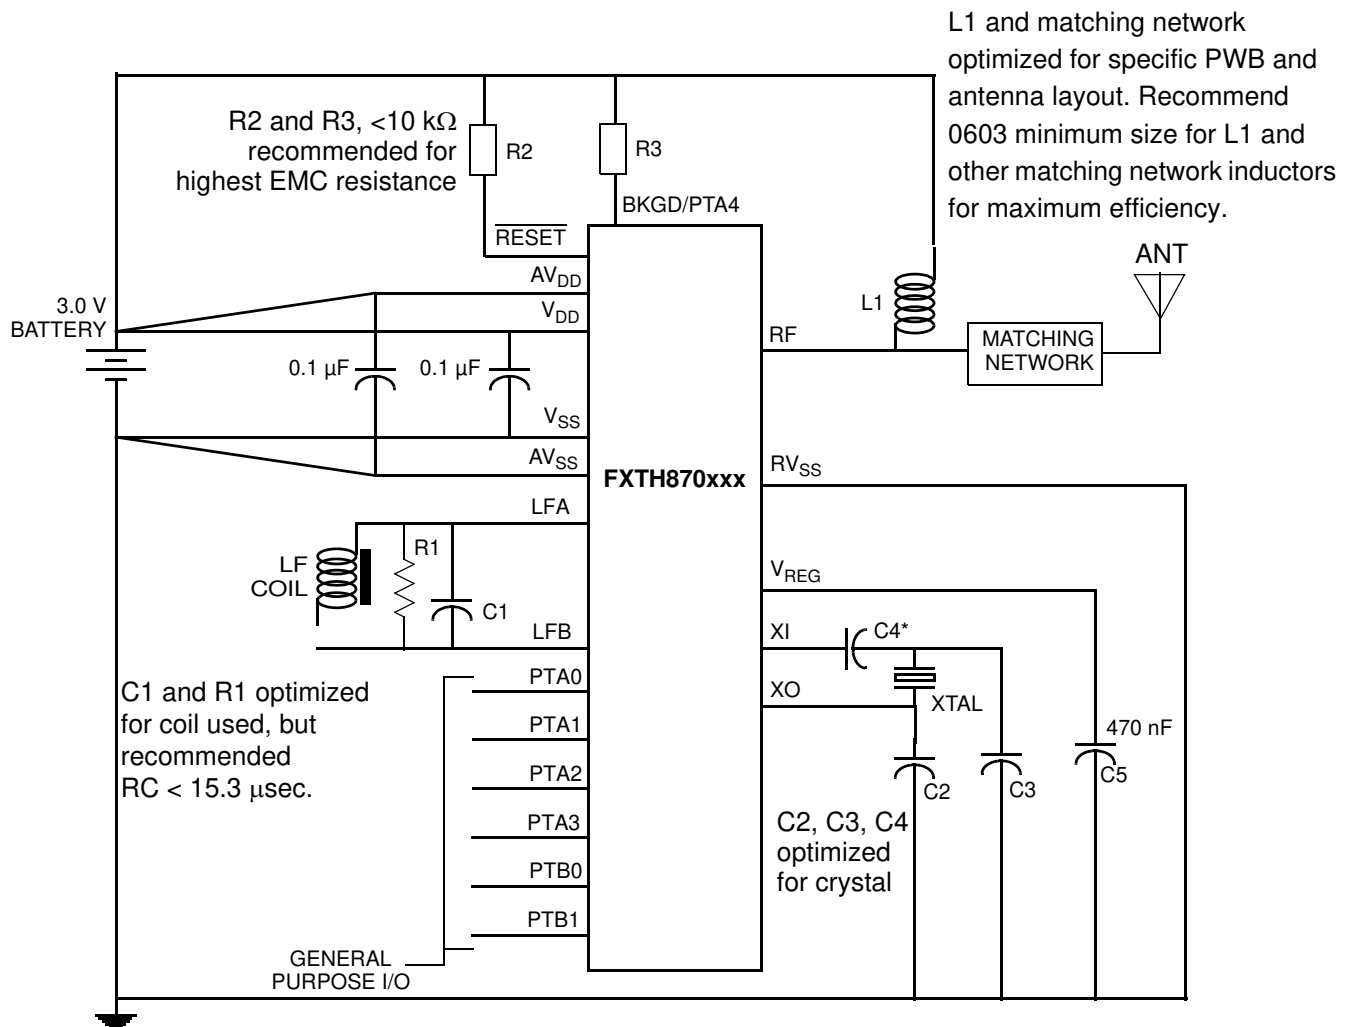 L1 and matching network
optimized for specific PWB and
antenna layout. Recommend
0603 minimum size for L1 and
other matching network inductors
for maximum efficiency.
R2 and R3, <10 kΩ
recommended for
highest EMC resistance
R2
R3
BKGD/PTA4
RESET
AVDD
VDD
3.0 V
BATTERY
0.1 µF
0.1 µF
VSS
AVSS
LFA
R1
LF
COIL
C1
LFB
C1 and R1 optimized
for coil used, but
recommended
RC < 15.3 µsec.
PTA0
PTA1
PTA2
PTA3
PTB0
PTB1
GENERAL
PURPOSE I/O
FXTH870xxx
ANT
L1
RF
MATCHING
NETWORK
RVSS
VREG
XI
C4*
XO
XTAL
470 nF
C5
C2
C3
C2, C3, C4
optimized
for crystal